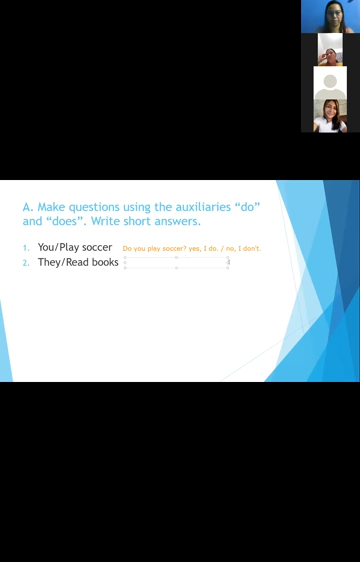 A. Make questions using the auxiliaries “do”
and “does”. Write short answers.
1. You/Play soccer Do you play soccer? yes, I do. / no, I don't.
2. They/Read books